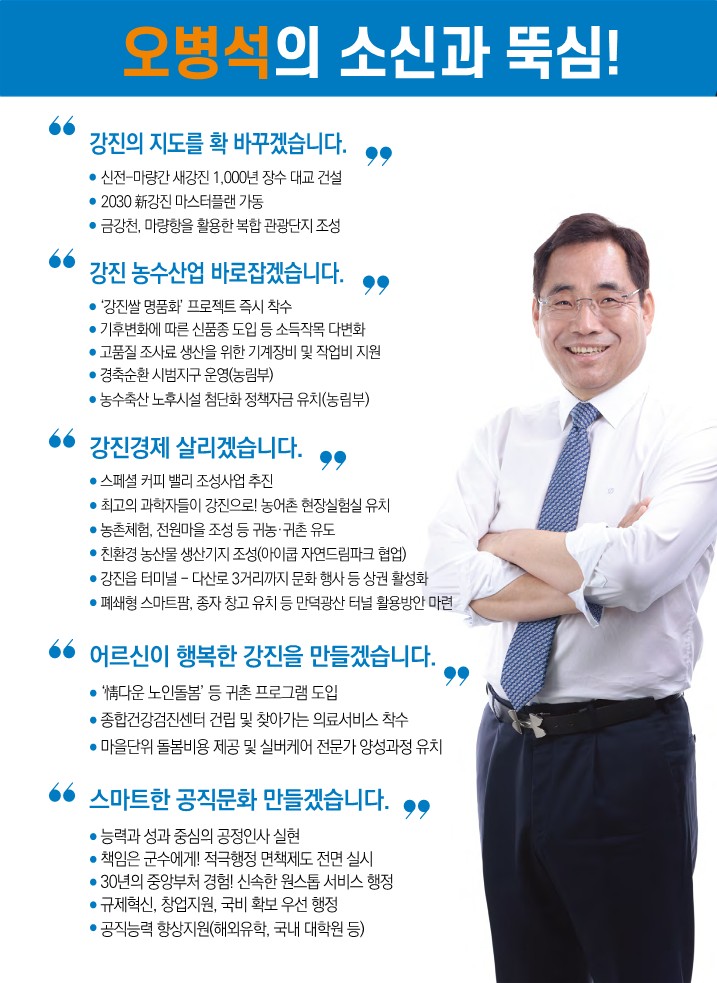 오병석의 소신과 뚝심!
“ 강진의 지도를 확 바꾸겠습니다. ”
• 신전-마량간 새강진 1,000년 장수 대교 건설
• 2030 新강진 마스터플랜 가동
• 금강천, 마량항을 활용한 복합 관광단지 조성
“ 강진 농수산업 바로잡겠습니다. ”
• ‘강진쌀 명품화’ 프로젝트 즉시 착수
• 기후변화에 따른 신품종 도입 등 소득작목 다변화
• 고품질 조사료 생산을 위한 기계장비 및 작업비 지원
• 경축순환 시범지구 운영(농림부)
• 농수축산 노후시설 첨단화 정책자금 유치(농림부)
“ 강진경제 살리겠습니다. ”
• 스페셜 커피 밸리 조성사업 추진
• 최고의 과학자들이 강진으로! 농어촌 현장실험실 유치
• 농촌체험, 전원마을 조성 등 귀농·귀촌 유도
• 친환경 농산물 생산기지 조성(아이쿱 자연드림파크 협업)
• 강진읍 터미널 - 다산로 3거리까지 문화 행사 등 상권 활성화
• 폐쇄형 스마트팜, 종자 창고 유치 등 만덕광산 터널 활용방안 마련
“ 어르신이 행복한 강진을 만들겠습니다. ”
• ‘情다운 노인돌봄’ 등 귀촌 프로그램 도입
• 종합건강검진센터 건립 및 찾아가는 의료서비스 착수
• 마을단위 돌봄비용 제공 및 실버케어 전문가 양성과정 유치
“ 스마트한 공직문화 만들겠습니다. ”
• 능력과 성과 중심의 공정인사 실현
• 책임은 군수에게! 적극행정 면책제도 전면 실시
• 30년의 중앙부처 경험! 신속한 원스톱 서비스 행정
• 규제혁신, 창업지원, 국비 확보 우선 행정
• 공직능력 향상지원(해외유학, 국내 대학원 등)